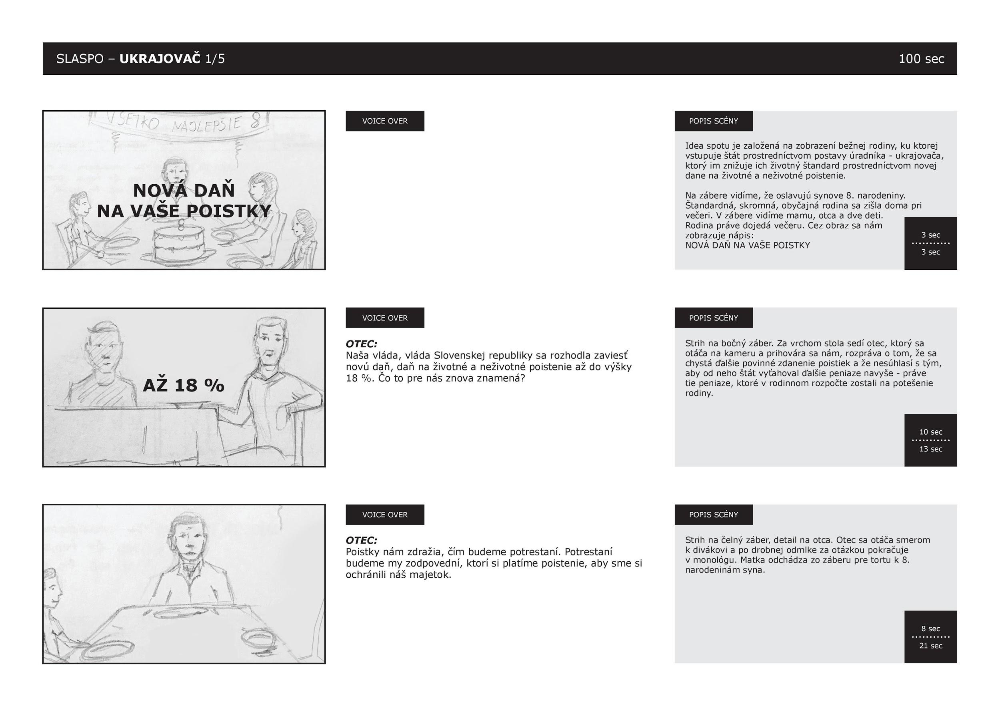 SLASPO – UKRAJOVAČ 1/5
100 sec
VŠETKO NAJLEPŠIE 8
NOVÁ DAŇ
NA VAŠE POISTKY
8
VOICE OVER
POPIS SCÉNY
Idea spotu je založená na zobrazení bežnej rodiny, ku ktorej
vstupuje štát prostredníctvom postavy úradníka - ukrajovača,
ktorý im znižuje ich životný štandard prostredníctvom novej
dane na životné a neživotné poistenie.
Na zábere vidíme, že oslavujú synove 8. narodeniny.
Štandardná, skromná, obyčajná rodina sa zišla doma pri
večeri. V zábere vidíme mamu, otca a dve deti.
Rodina práve dojedá večeru. Cez obraz sa nám
zobrazuje nápis:
NOVÁ DAŇ NA VAŠE POISTKY
3 sec
3 sec
AŽ 18 %
VOICE OVER
OTEC:
Naša vláda, vláda Slovenskej republiky sa rozhodla zaviesť
novú daň, daň na životné a neživotné poistenie až do výšky
18 %. Čo to pre nás znova znamená?
POPIS SCÉNY
Strih na bočný záber. Za vrchom stola sedí otec, ktorý sa
otáča na kameru a prihovára sa nám, rozpráva o tom, že sa
chystá ďalšie povinné zdanenie poistiek a že nesúhlasí s tým,
aby od neho štát vyťahoval ďalšie peniaze navyše - práve
tie peniaze, ktoré v rodinnom rozpočte zostali na potešenie
rodiny.
10 sec
13 sec
VOICE OVER
OTEC:
Poistky nám zdražia, čím budeme potrestaní. Potrestaní
budeme my zodpovední, ktorí si platíme poistenie, aby sme si
ochránili náš majetok.
POPIS SCÉNY
Strih na čelný záber, detail na otca. Otec sa otáča smerom
k divákovi a po drobnej odmlke za otázkou pokračuje
v monológu. Matka odchádza zo záberu pre tortu k 8.
narodeninám syna.
8 sec
21 sec